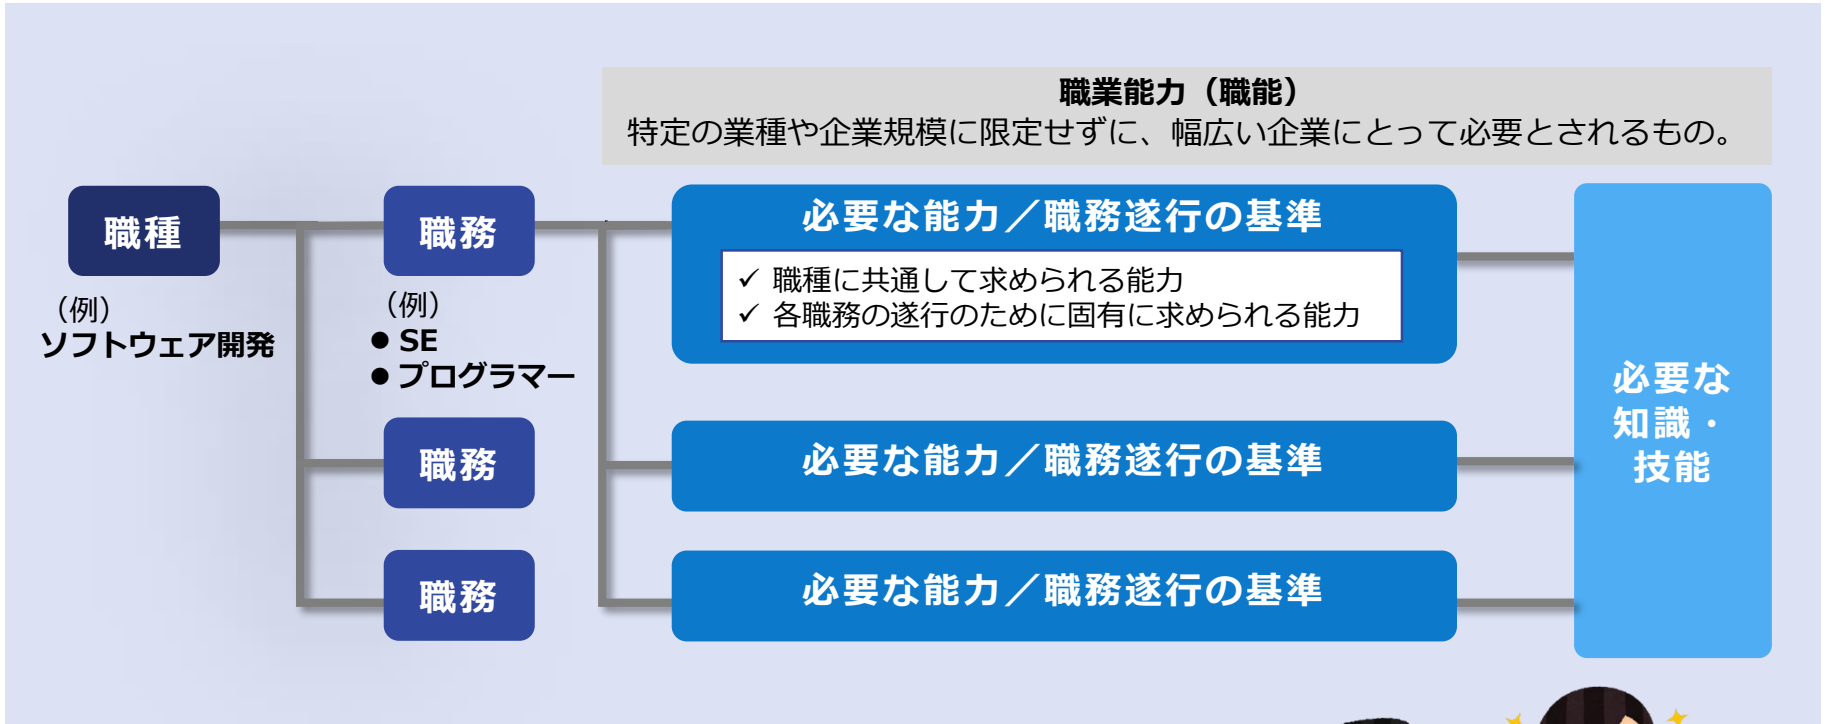 職業能力（職能）
特定の業種や企業規模に限定せずに、幅広い企業にとって必要とされるもの。
職種
（例）
ソフトウェア開発
職務
（例）
● SE
● プログラマー
必要な能力／職務遂行の基準
✓ 職種に共通して求められる能力
✓ 各職務の遂行のために固有に求められる能力
職務
必要な能力／職務遂行の基準
職務
必要な能力／職務遂行の基準
必要な
知識・
技能